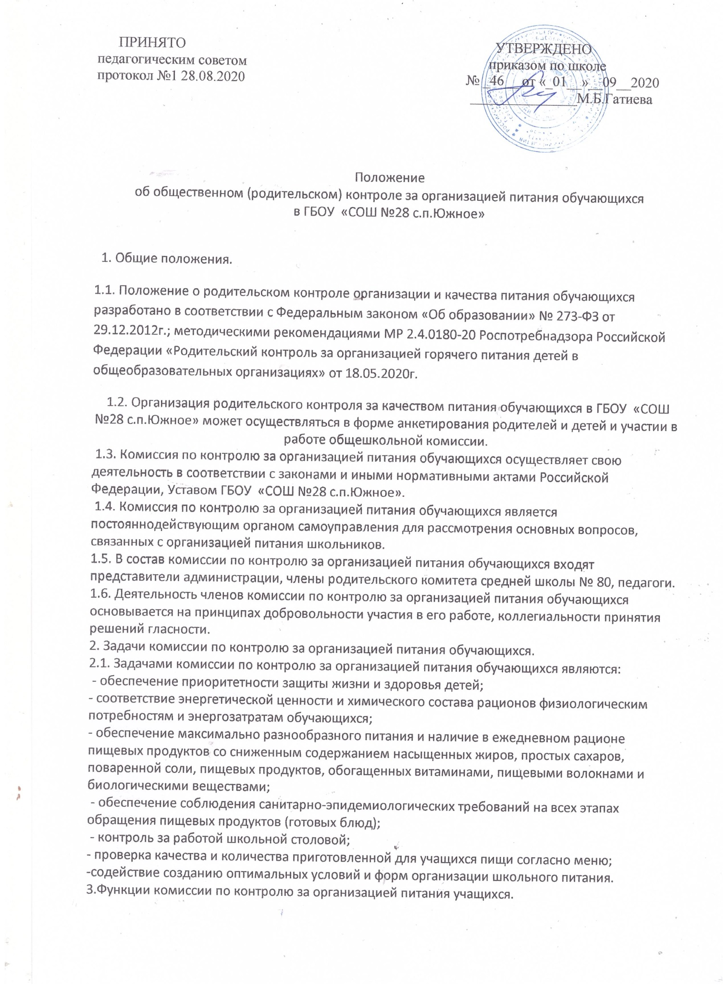 ПРИНЯТО
педагогическим советом
протокол №1 28.08.2020
УТВЕРЖДЕНО
приказом по школе
№ _46__ от «_01__»__09__2020
_______________М.Б.Гатиева
Положение
об общественном (родительском) контроле за организацией питания обучающихся
в ГБОУ «СОШ №28 с.п.Южное»
1. Общие положения.
1.1. Положение о родительском контроле организации и качества питания обучающихся
разработано в соответствии с Федеральным законом «Об образовании» № 273-ФЗ от
29.12.2012г.; методическими рекомендациями МР 2.4.0180-20 Роспотребнадзора Российской
Федерации «Родительский контроль за организацией горячего питания детей в
общеобразовательных организациях» от 18.05.2020г.
1.2. Организация родительского контроля за качеством питания обучающихся в ГБОУ «СОШ
№28 с.п.Южное» может осуществляться в форме анкетирования родителей и детей и участии в
работе общешкольной комиссии.
1.3. Комиссия по контролю за организацией питания обучающихся осуществляет свою
деятельность в соответствии с законами и иными нормативными актами Российской
Федерации, Уставом ГБОУ «СОШ №28 с.п.Южное».
1.4. Комиссия по контролю за организацией питания обучающихся является
постояннодействующим органом самоуправления для рассмотрения основных вопросов,
связанных с организацией питания школьников.
1.5. В состав комиссии по контролю за организацией питания обучающихся входят
представители администрации, члены родительского комитета средней школы № 80, педагоги.
1.6. Деятельность членов комиссии по контролю за организацией питания обучающихся
основывается на принципах добровольности участия в его работе, коллегиальности принятия
решений гласности.
2. Задачи комиссии по контролю за организацией питания обучающихся.
2.1. Задачами комиссии по контролю за организацией питания обучающихся являются:
- обеспечение приоритетности защиты жизни и здоровья детей;
- соответствие энергетической ценности и химического состава рационов физиологическим
потребностям и энергозатратам обучающихся;
- обеспечение максимально разнообразного питания и наличие в ежедневном рационе
пищевых продуктов со сниженным содержанием насыщенных жиров, простых сахаров,
поваренной соли, пищевых продуктов, обогащенных витаминами, пищевыми волокнами и
биологическими веществами;
- обеспечение соблюдения санитарно-эпидемиологических требований на всех этапах
обращения пищевых продуктов (готовых блюд);
- контроль за работой школьной столовой;
- проверка качества и количества приготовленной для учащихся пищи согласно меню;
-содействие созданию оптимальных условий и форм организации школьного питания.
3.Функции комиссии по контролю за организацией питания учащихся.